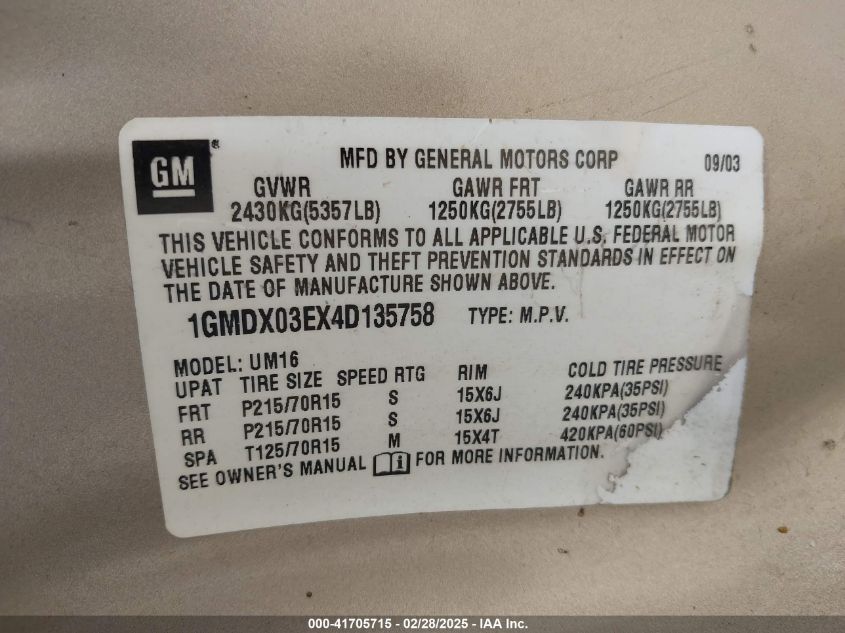 GM ® MFD BY GENERAL MOTORS CORP 09/03
GVWR GAWR FRT GAWR RR
2430KG(5357LB) 1250KG(2755LB) 1250KG(2755LB)
THIS VEHICLE CONFORMS TO ALL APPLICABLE U.S. FEDERAL MOTOR
VEHICLE SAFETY AND THEFT PREVENTION STANDARDS IN EFFECT ON
THE DATE OF MANUFACTURE SHOWN ABOVE.
1GMDX03EX4D135758 TYPE: M.P.V.
MODEL: UM16
UPAT TIRE SIZE SPEED RTG RIM COLD TIRE PRESSURE
FRT P215/70R15 S 15X6J 240KPA(35PSI)
RR P215/70R15 S 15X6J 240KPA(35PSI)
SPA T125/70R15 M 15X4T 420KPA(60PSI)
SEE OWNER'S MANUAL i FOR MORE INFORMATION.
000-41705715 - 02/28/2025 - IAA Inc.